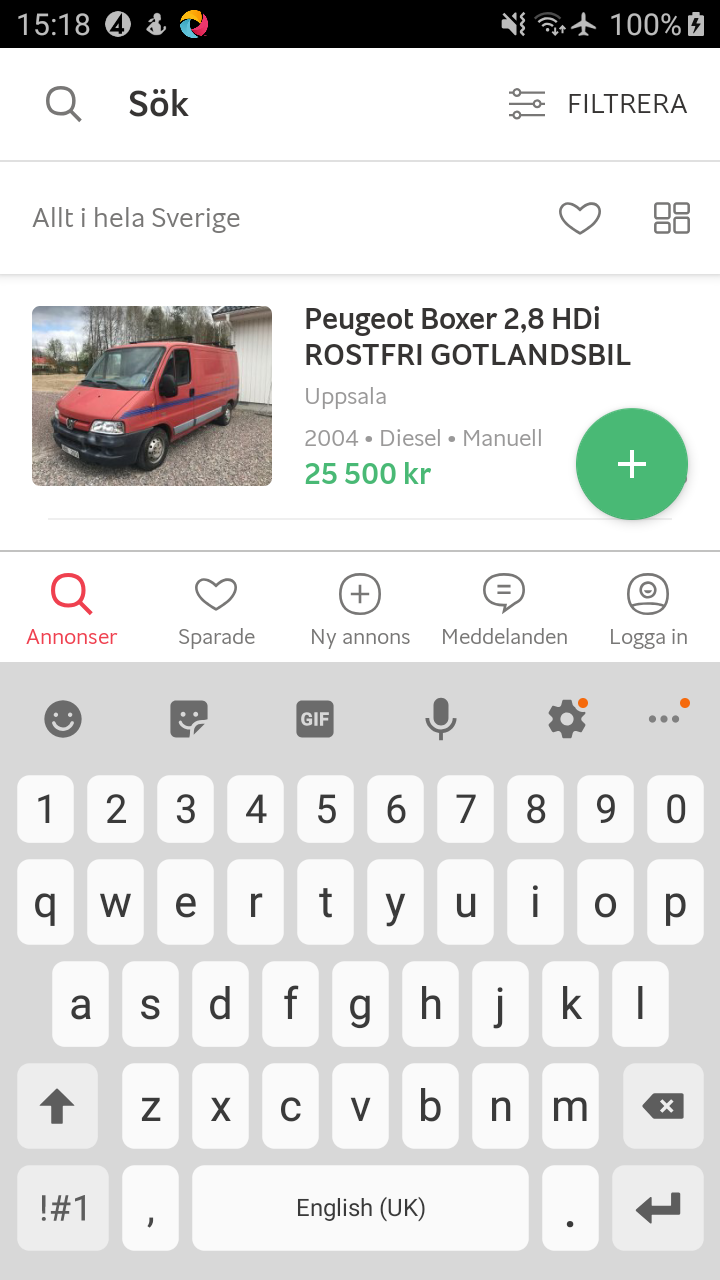 15:18 4 100%
Sök FILTRERA
Allt i hela Sverige
Peugeot Boxer 2,8 HDi
ROSTFRI GOTLANDSBIL
Uppsala
2004 • Diesel • Manuell
25 500 kr
Annonser Sparade Ny annons Meddelanden Logga in
GIF
1 2 3 4 5 6 7 8 9 0
q w e r t y u i o p
a s d f g h j k l
z x c v b n m
!#1 , English (UK) .